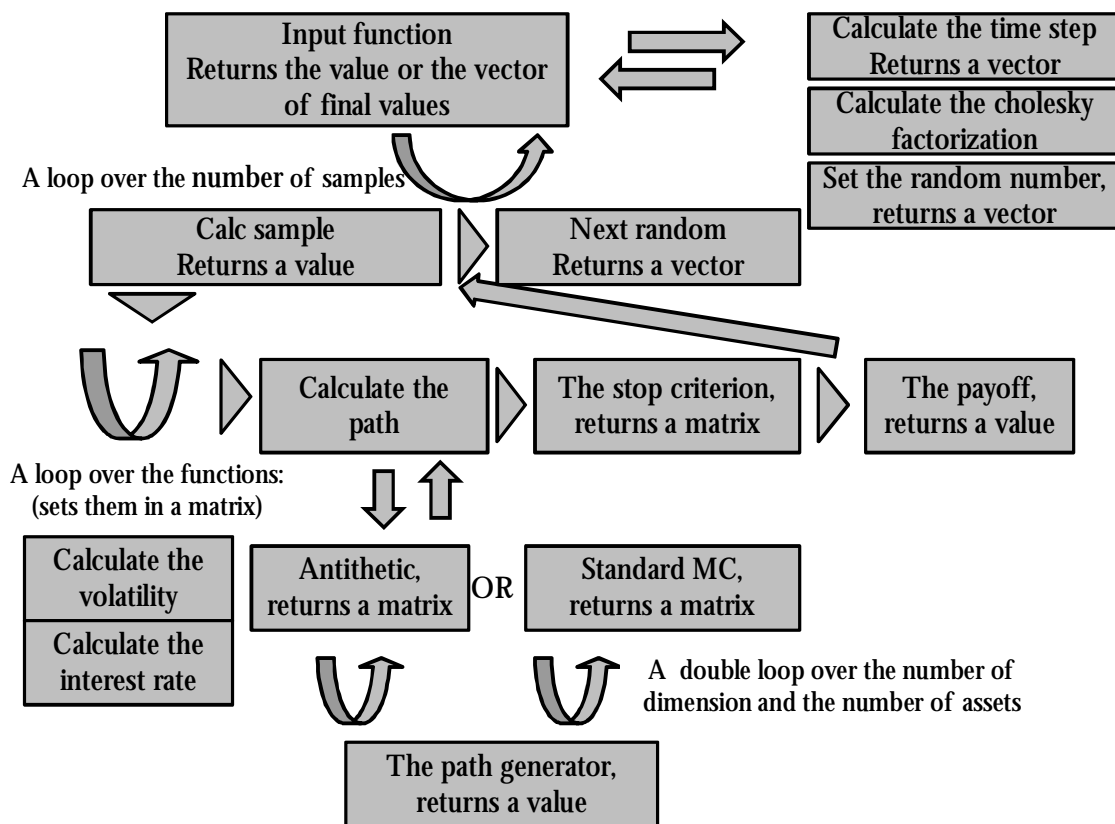 Input function
Returns the value or the vector
of final values
Calculate the time step
Returns a vector
Calculate the cholesky
factorization
Set the random number,
returns a vector
A loop over the number of samples
Calc sample
Returns a value
Next random
Returns a vector
Calculate the
path
The stop criterion,
returns a matrix
The payoff,
returns a value
A loop over the functions:
(sets them in a matrix)
Calculate the
volatility
Calculate the
interest rate
Antithetic,
returns a matrix
OR
Standard MC,
returns a matrix
A double loop over the number of
dimension and the number of assets
The path generator,
returns a value